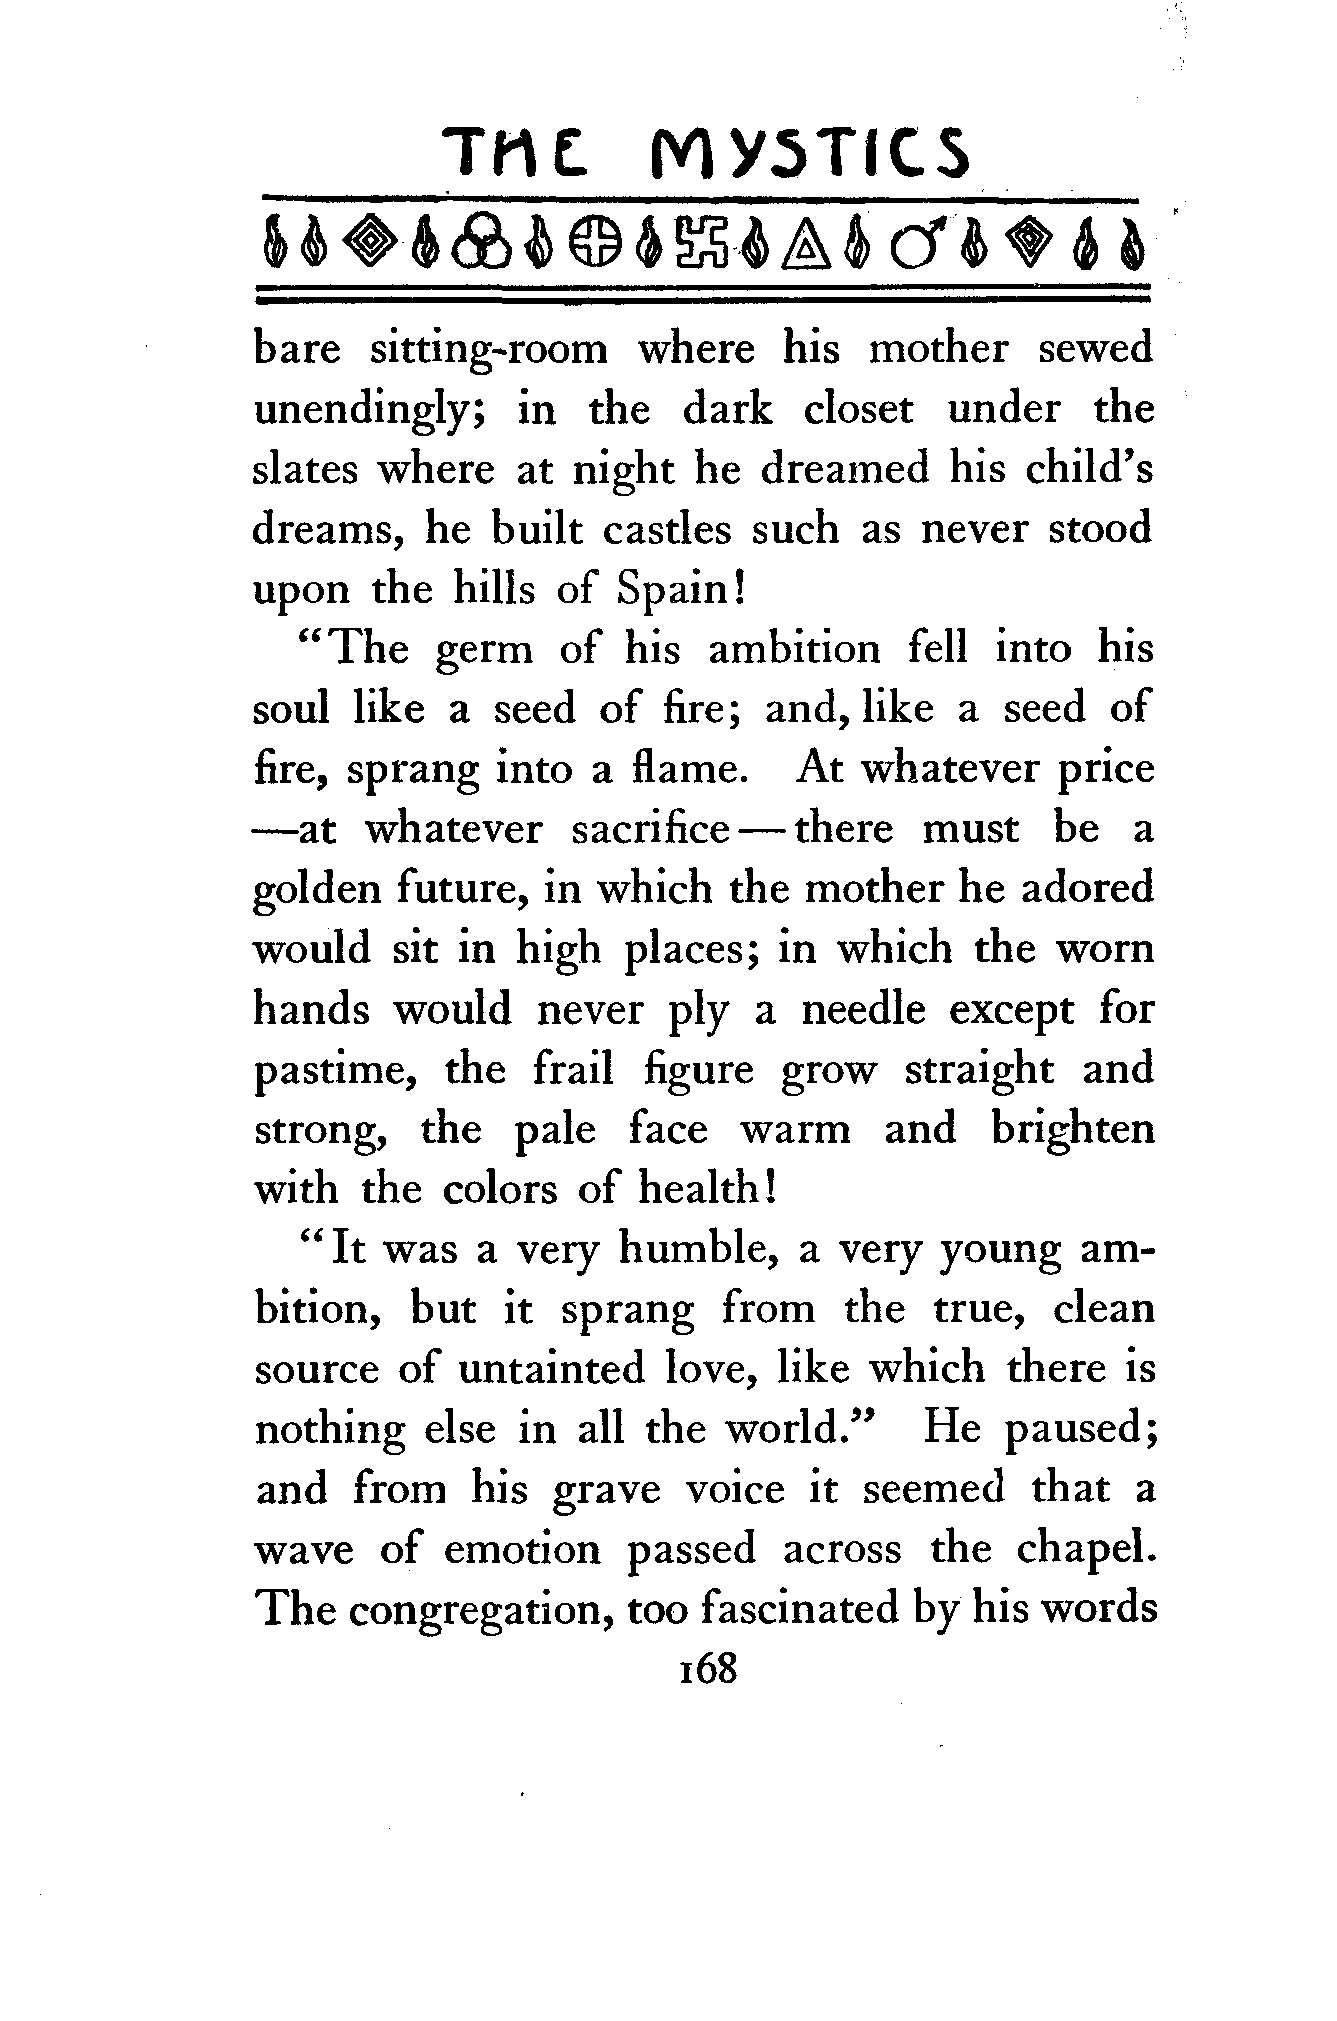 THE MYSTICS
bare sitting-room where his mother sewed
unendingly; in the dark closet under the
slates where at night he dreamed his child's
dreams, he built castles such as never stood
upon the hills of Spain!
"The germ of his ambition fell into his
soul like a seed of fire; and, like a seed of
fire, sprang into a flame. At whatever price
—at whatever sacrifice—there must be a
golden future, in which the mother he adored
would sit in high places; in which the worn
hands would never ply a needle except for
pastime, the frail figure grow straight and
strong, the pale face warm and brighten
with the colors of health!
"It was a very humble, a very young am-
bition, but it sprang from the true, clean
source of untainted love, like which there is
nothing else in all the world." He paused;
and from his grave voice it seemed that a
wave of emotion passed across the chapel.
The congregation, too fascinated by his words
168